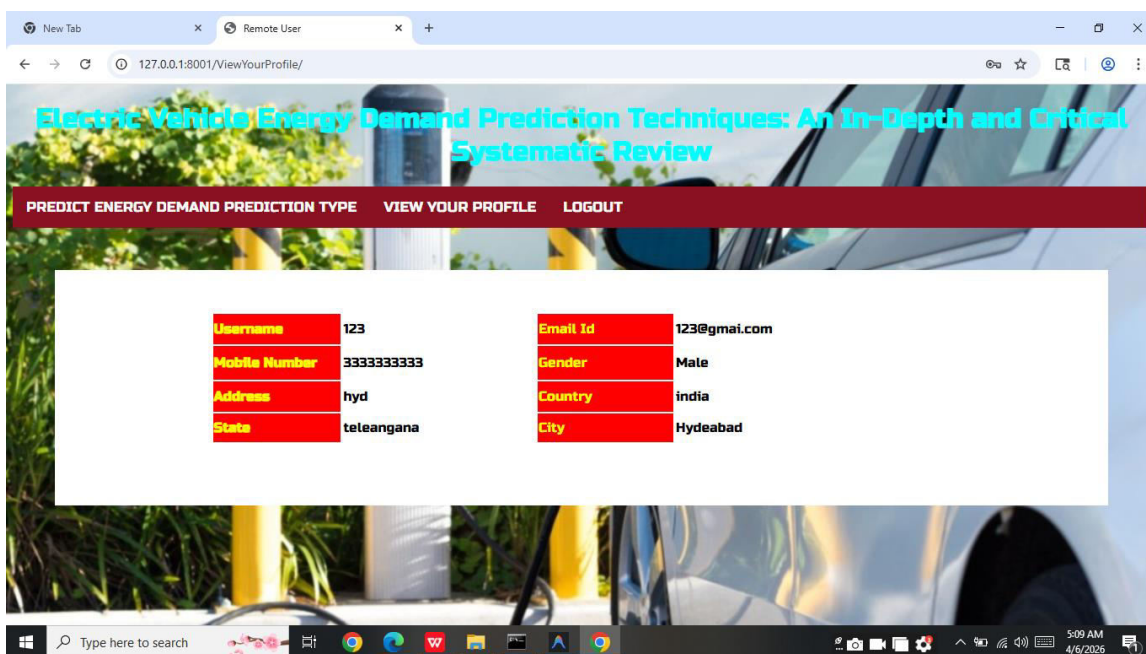 New Tab
Remote User
127.0.0.1:8001/ViewYourProfile/
Electric Vehicle Energy Demand Prediction Techniques: An In-Depth and Critical
Systematic Review
PREDICT ENERGY DEMAND PREDICTION TYPE VIEW YOUR PROFILE LOGOUT
Username 123 Email Id 123@gmai.com
Mobile Number 3333333333 Gender Male
Address hyd Country india
State teleangana City Hydeabad
Type here to search
5:09 AM
4/6/2026